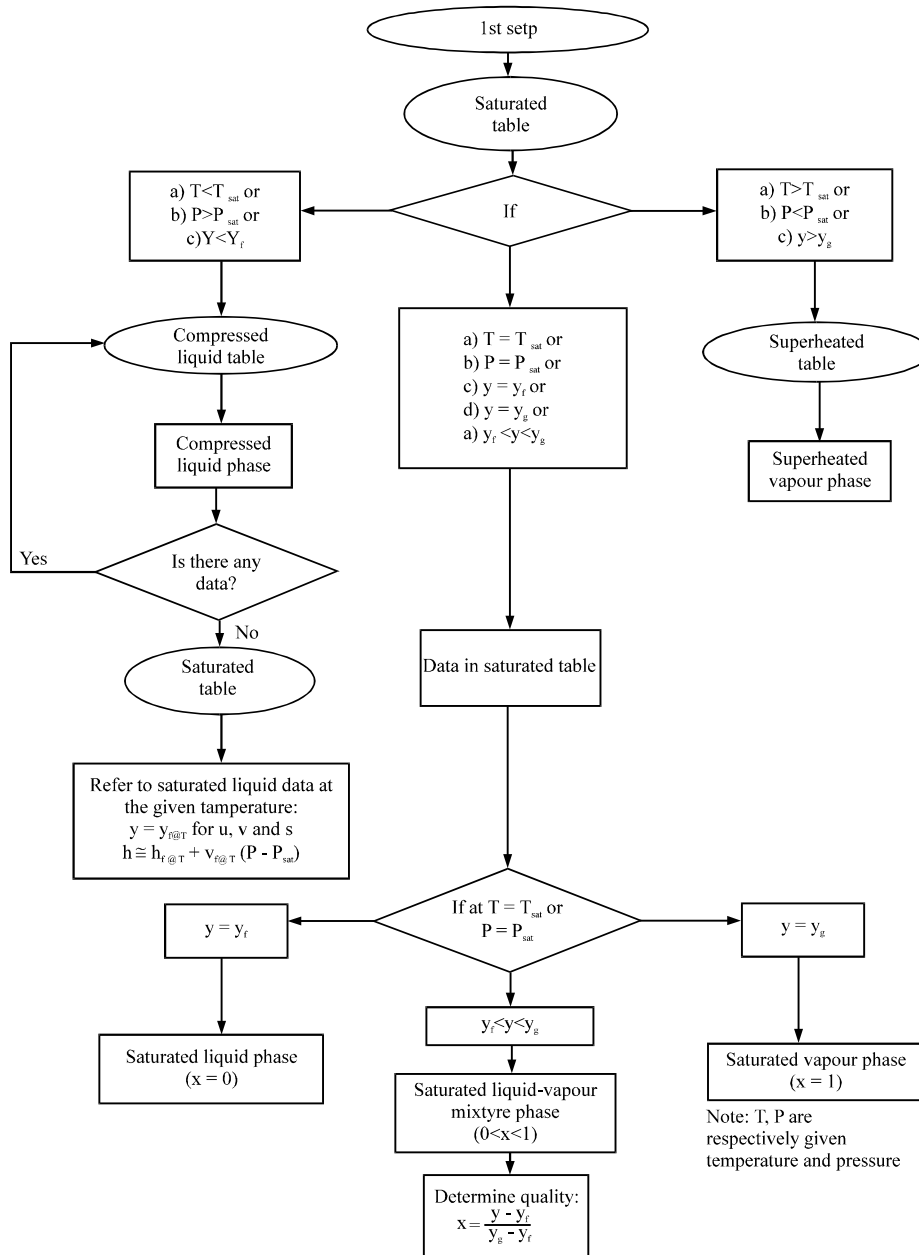 1st setp
Saturated
table
If
a) T<T sat or
b) P>P sat or
c)Y<Y f
a) T>T sat or
b) P<P sat or
c) y>y g
a) T = T sat or
b) P = P sat or
c) y = y f or
d) y = y g or
a) y f <y<y g
Compressed
liquid table
Superheated
table
Compressed
liquid phase
Superheated
vapour phase
Yes
Is there any
data?
No
Saturated
table
Data in saturated table
Refer to saturated liquid data at
the given tamperature:
y = y f@T for u, v and s
h ≅ h f @ T + v f@ T (P - P sat)
If at T = T sat or
P = P sat
y = y f
y = y g
y f<y<y g
Saturated liquid phase
(x = 0)
Saturated vapour phase
(x = 1)
Saturated liquid-vapour
mixtyre phase
(0<x<1)
Note: T, P are
respectively given
temperature and pressure
Determine quality:
x = y - y f
y g - y f